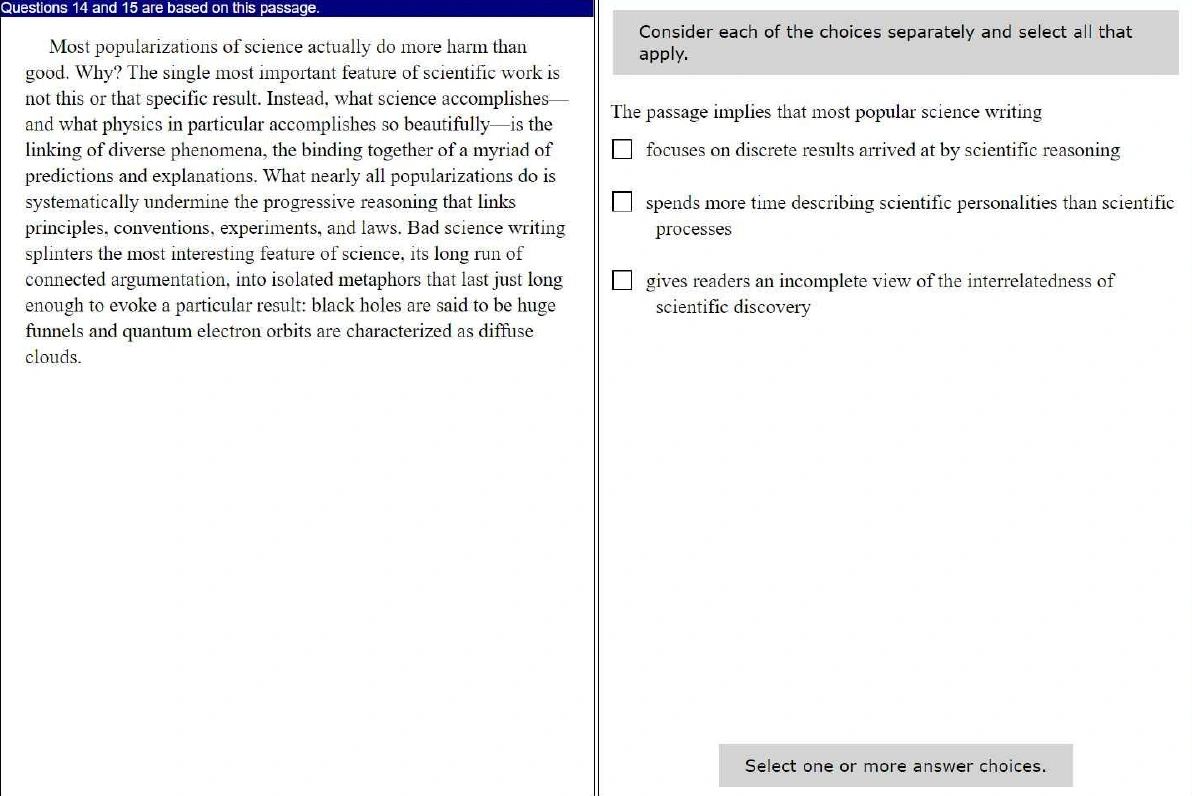 Questions 14 and 15 are based on this passage.
Most popularizations of science actually do more harm than
good. Why? The single most important feature of scientific work is
not this or that specific result. Instead, what science accomplishes—
and what physics in particular accomplishes so beautifully—is the
linking of diverse phenomena, the binding together of a myriad of
predictions and explanations. What nearly all popularizations do is
systematically undermine the progressive reasoning that links
principles, conventions, experiments, and laws. Bad science writing
splinters the most interesting feature of science, its long run of
connected argumentation, into isolated metaphors that last just long
enough to evoke a particular result: black holes are said to be huge
funnels and quantum electron orbits are characterized as diffuse
clouds.
Consider each of the choices separately and select all that
apply.
The passage implies that most popular science writing
focuses on discrete results arrived at by scientific reasoning
spends more time describing scientific personalities than scientific
processes
gives readers an incomplete view of the interrelatedness of
scientific discovery
Select one or more answer choices.